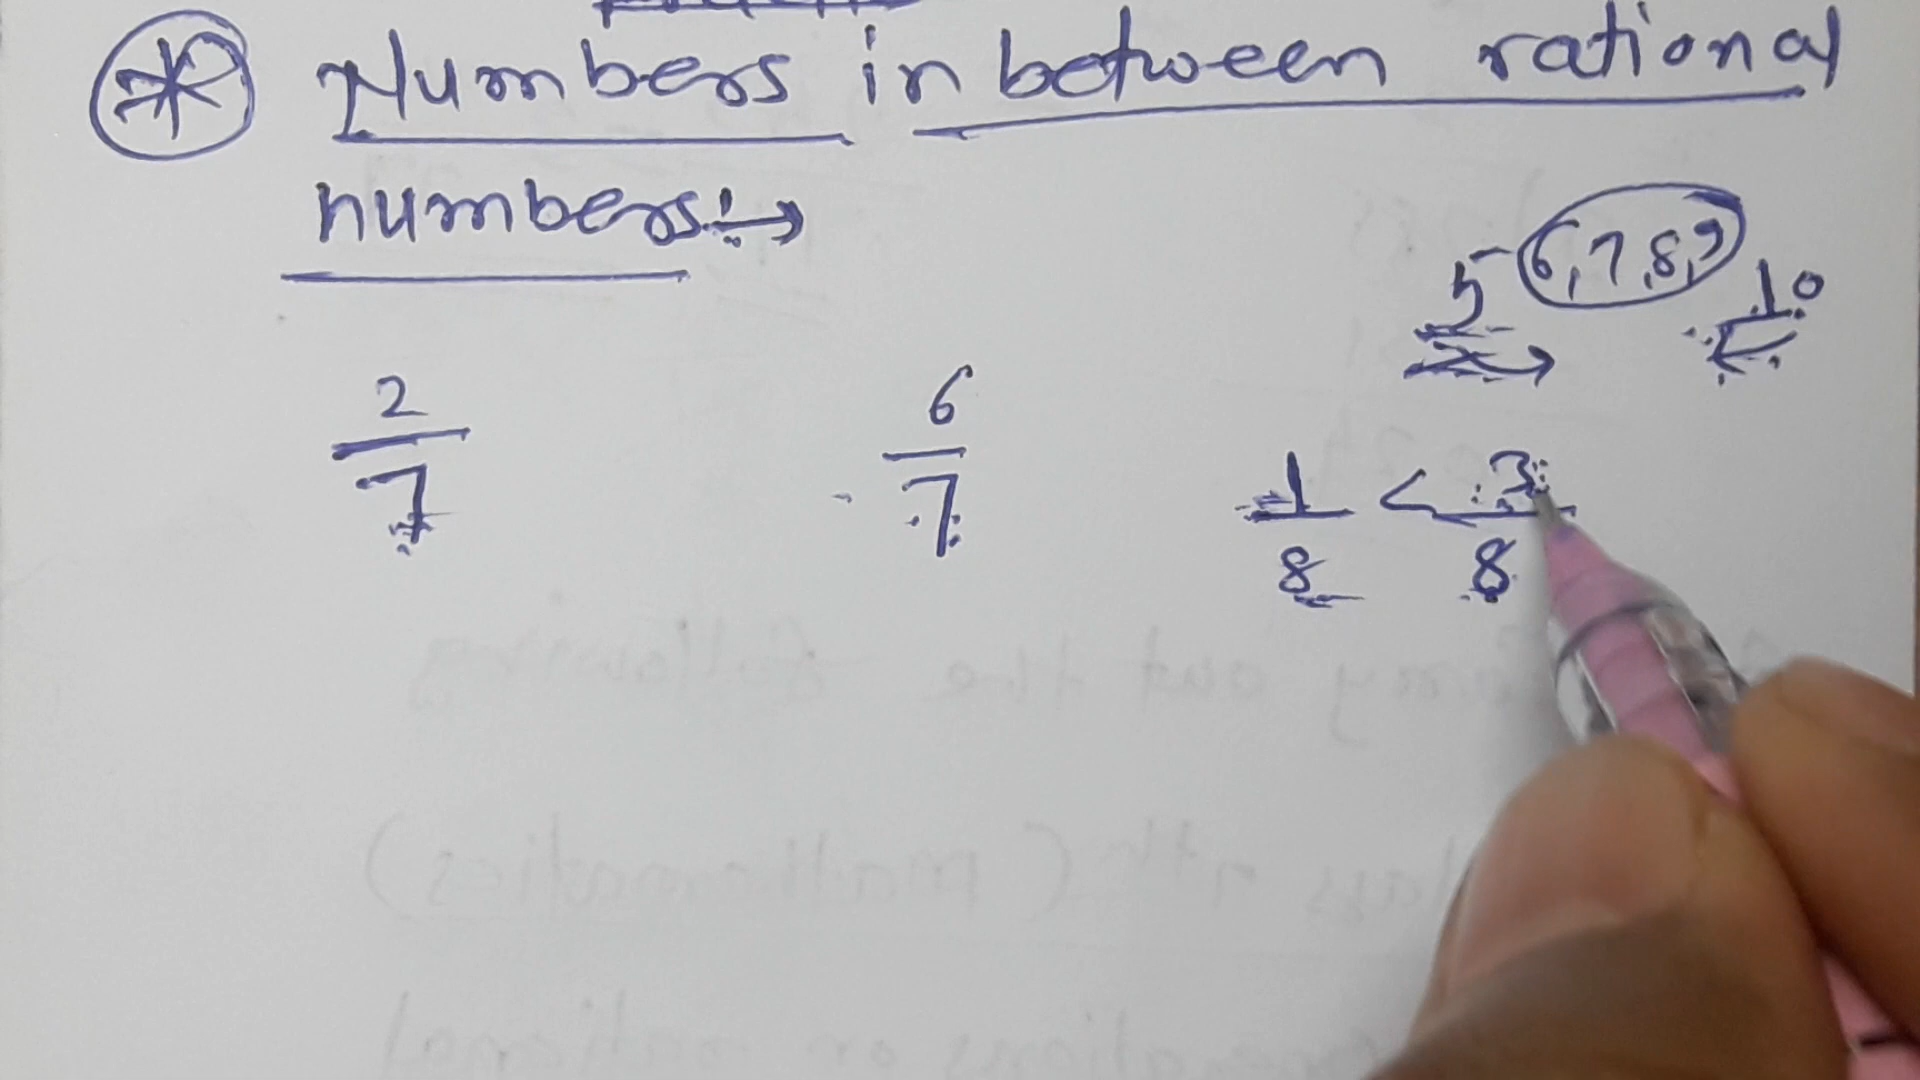 Numbers in between rational
numbers:→
5 6,7,8,9 10
2/7 6/7 1/8 < 3/8